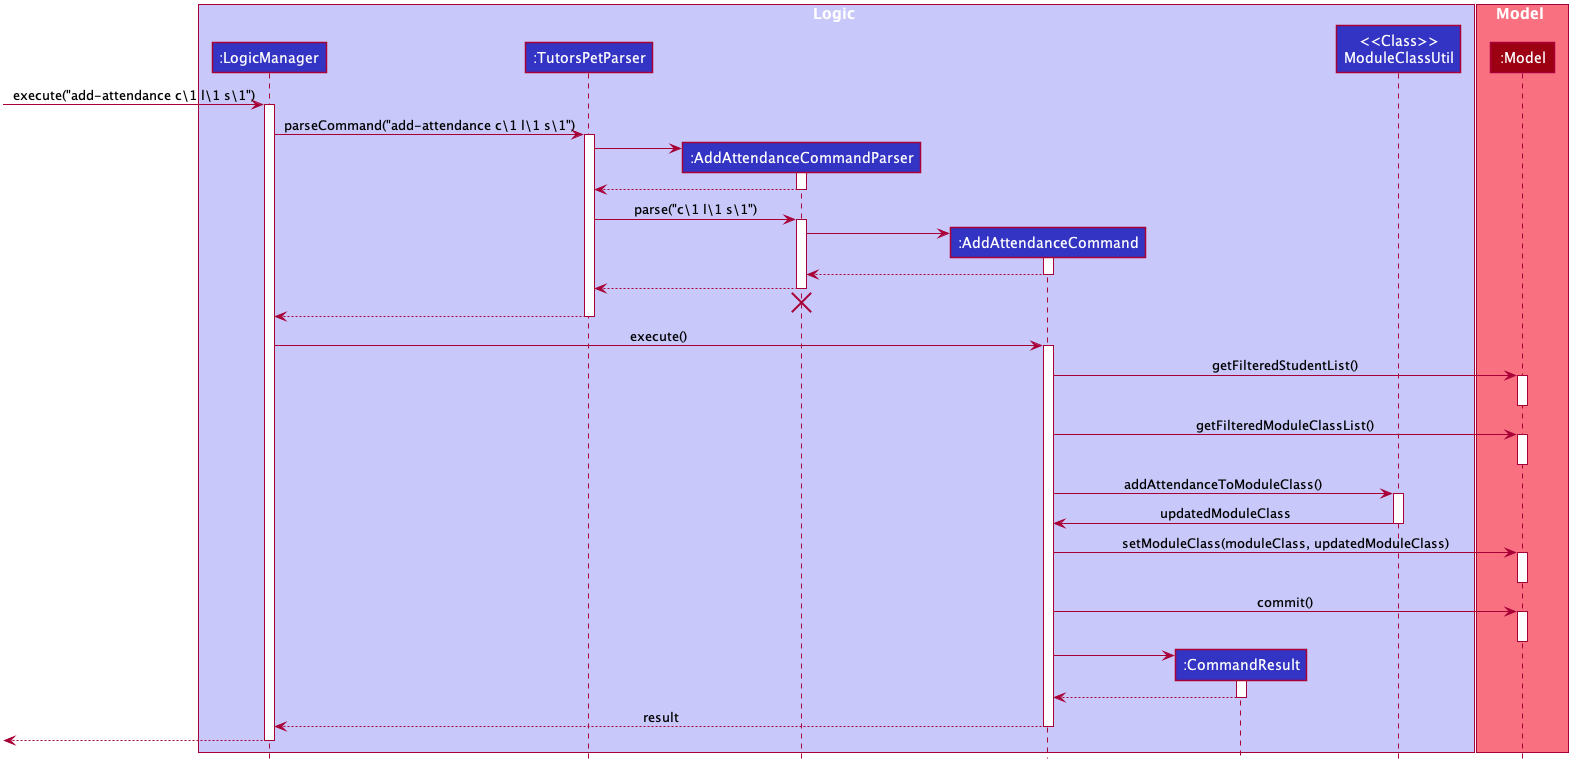 Logic
Model
<<Class>>
ModuleClassUtil
:LogicManager
:TutorsPetParser
:Model
execute("add-attendance c\1 l\1 s\1")
parseCommand("add-attendance c\1 l\1 s\1")
:AddAttendanceCommandParser
parse("c\1 l\1 s\1")
:AddAttendanceCommand
execute()
getFilteredStudentList()
getFilteredModuleClassList()
addAttendanceToModuleClass()
updatedModuleClass
setModuleClass(moduleClass, updatedModuleClass)
commit()
:CommandResult
result